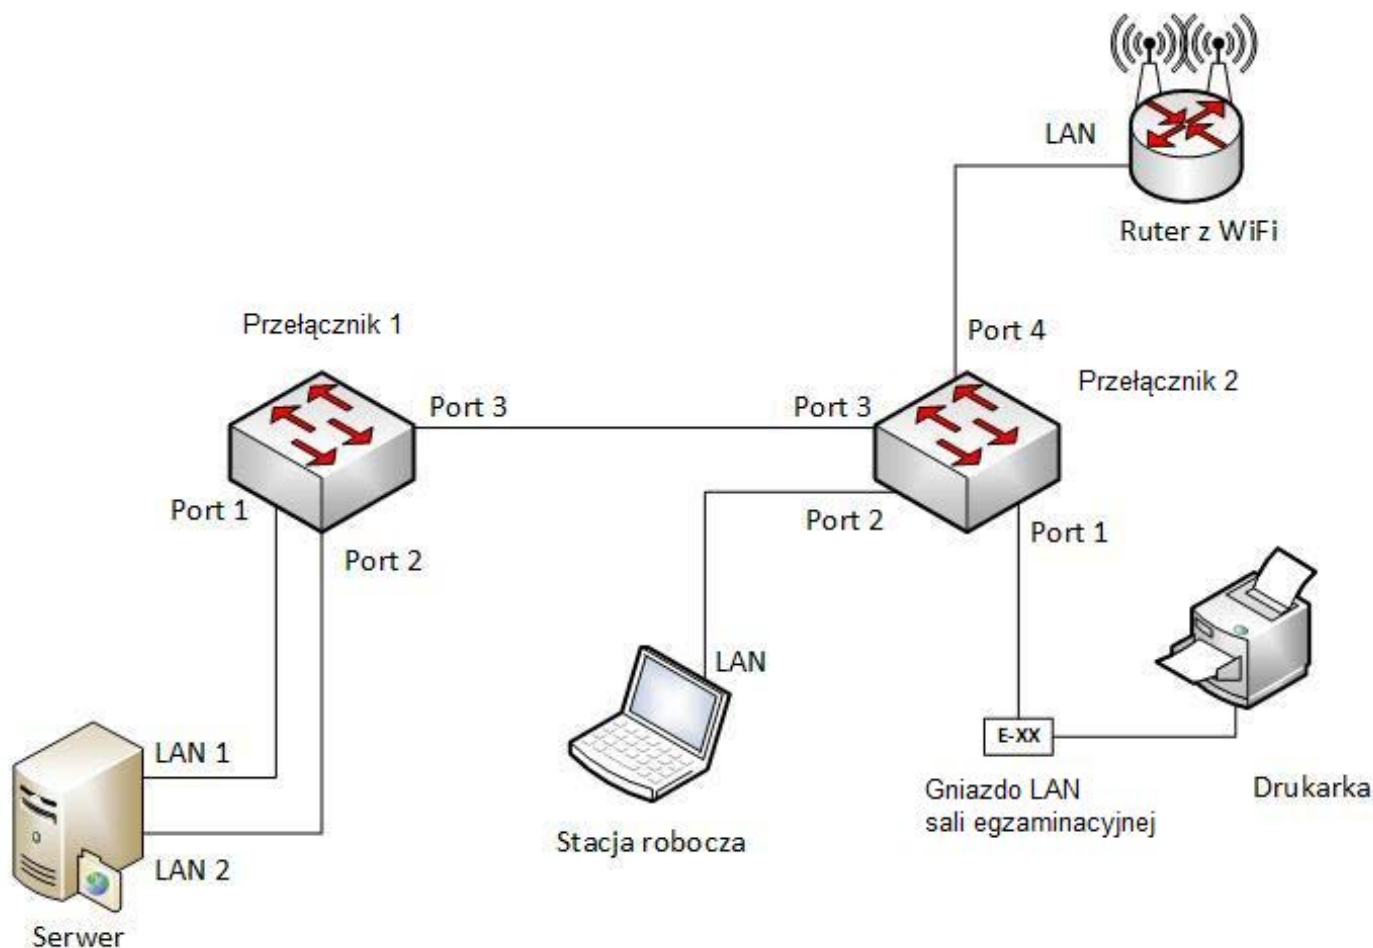 LAN
Ruter z WiFi
Przełącznik 1
Port 4
Przełącznik 2
Port 3
Port 3
Port 1
Port 2
Port 2
Port 1
LAN
E-XX
LAN 1
Gniazdo LAN
sali egzaminacyjnej
Drukarka
Stacja robocza
LAN 2
Serwer